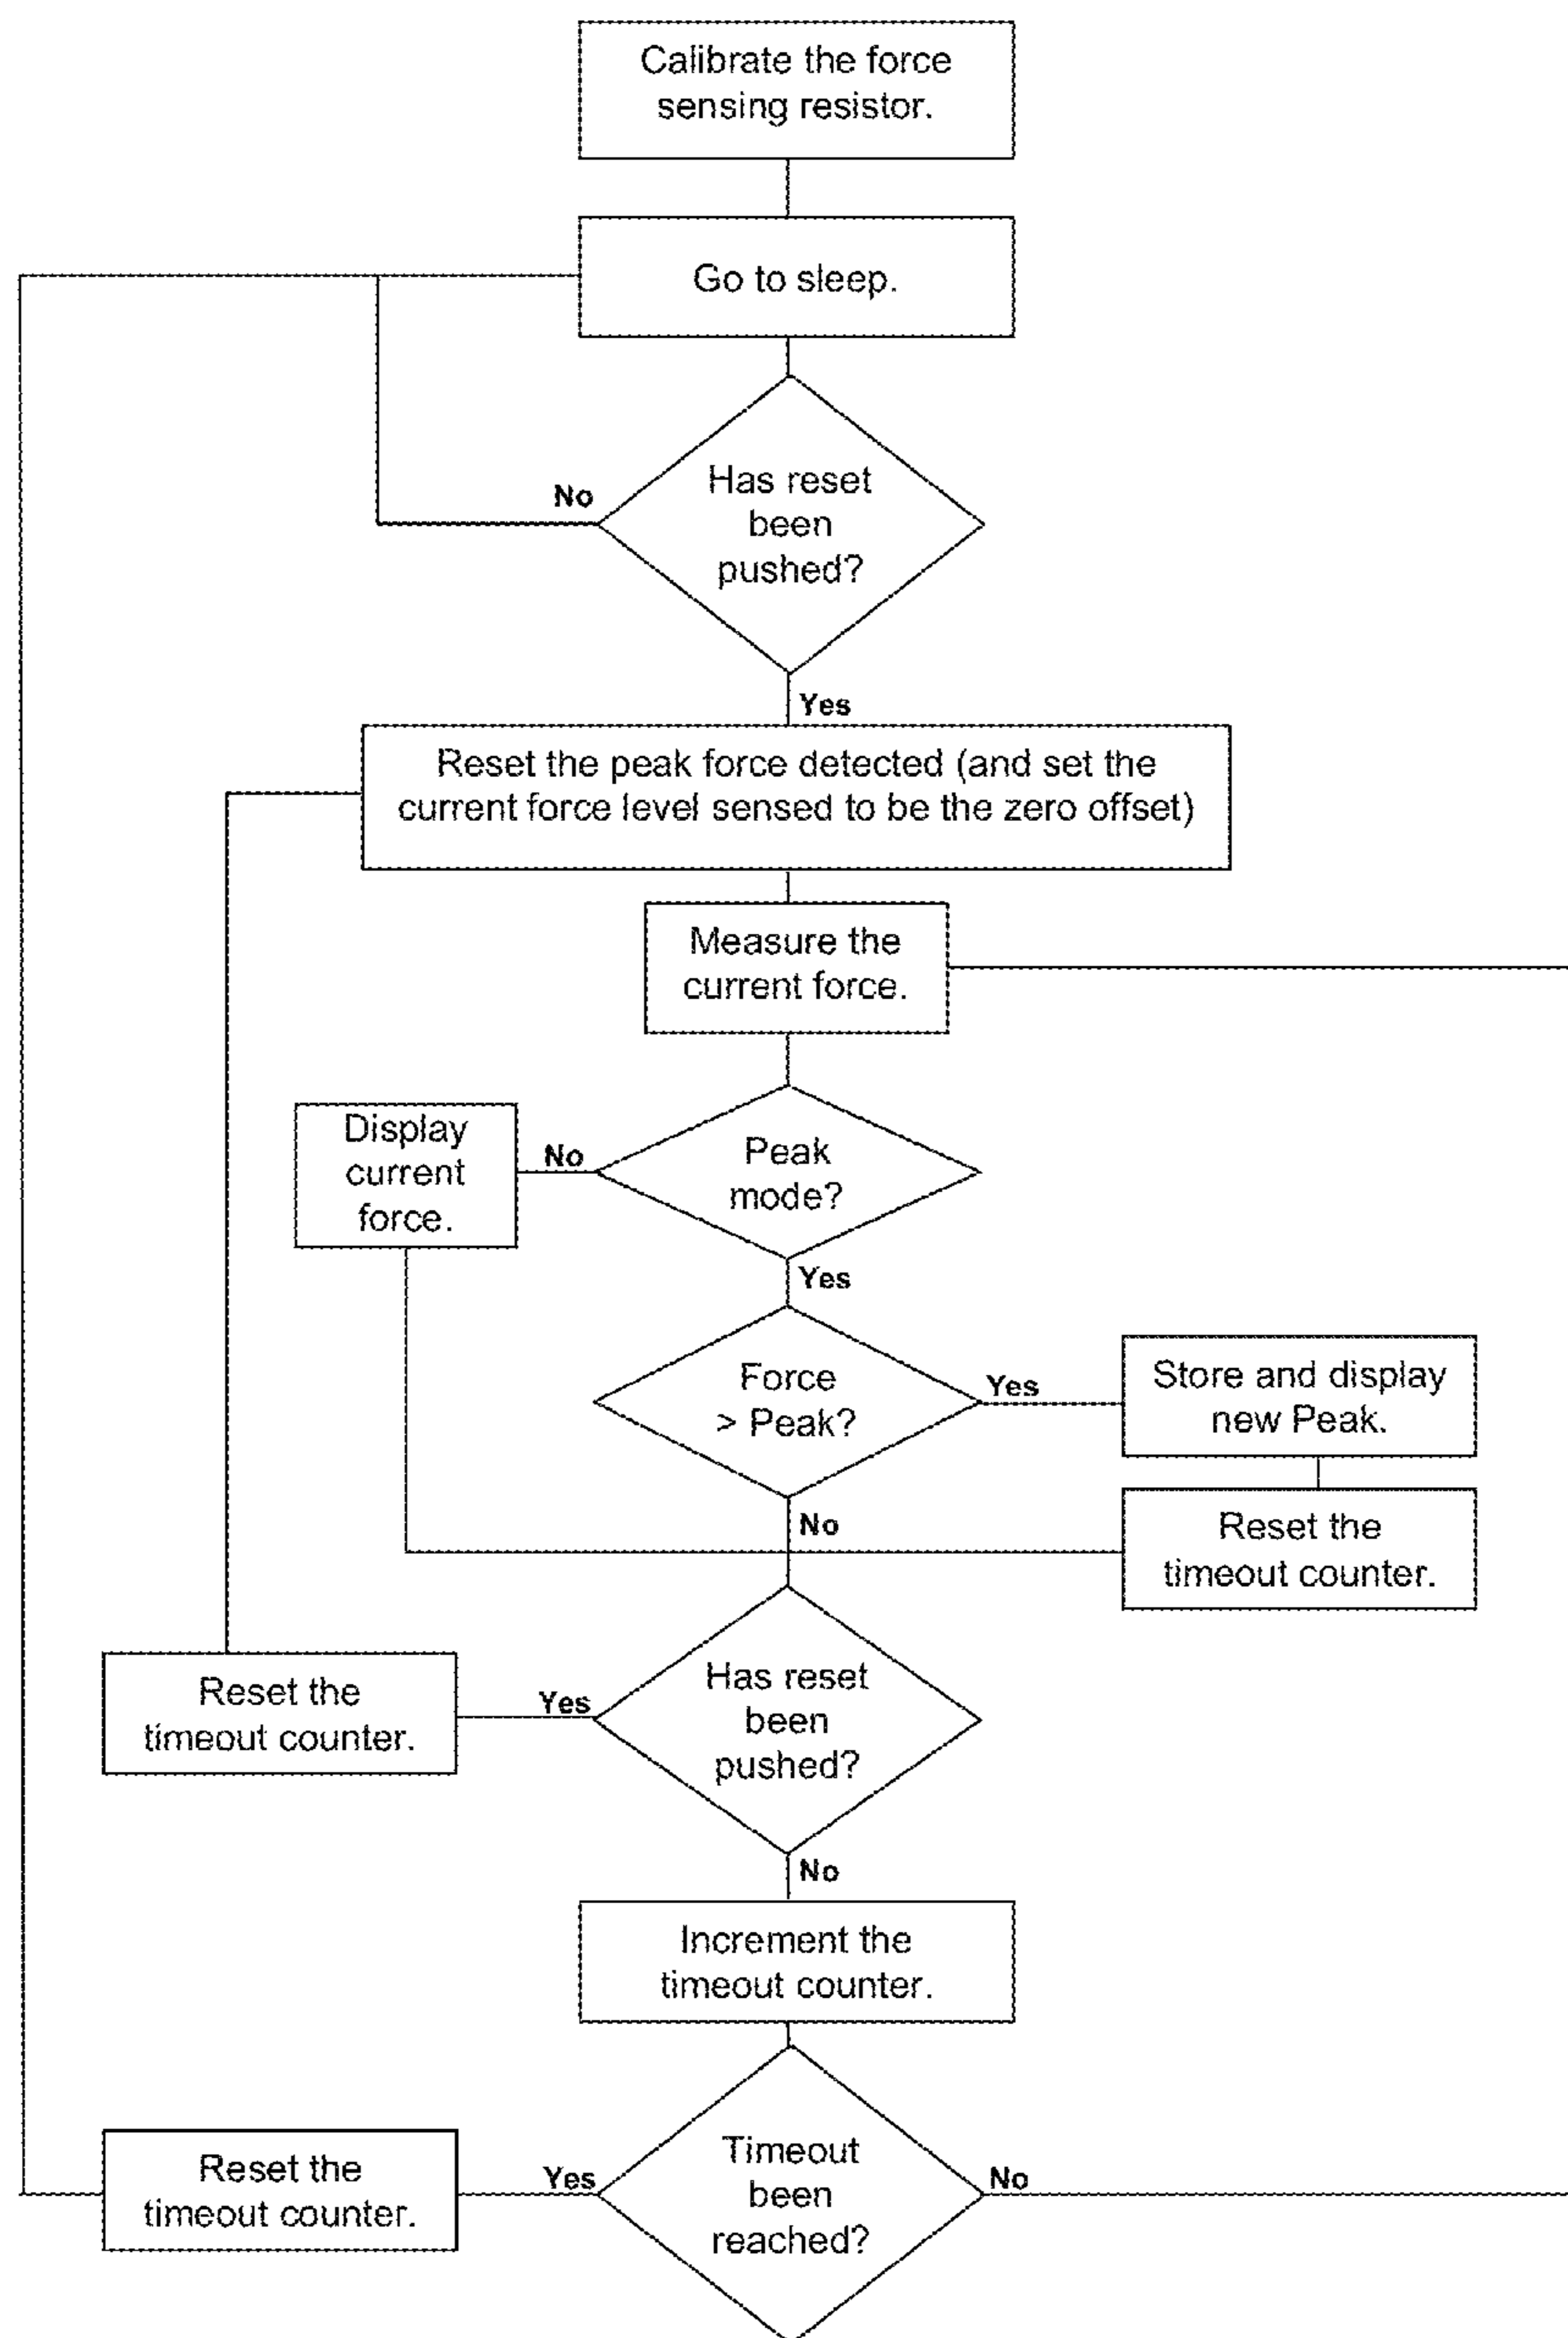 Calibrate the force
sensing resistor.
Go to sleep.
Has reset
been
pushed?
No
Yes
Reset the peak force detected (and set the
current force level sensed to be the zero offset)
Measure the
current force.
Peak
mode?
No
Display
current
force.
Yes
Force
> Peak?
Yes
Store and display
new Peak.
No
Reset the
timeout counter.
Has reset
been
pushed?
Yes
Reset the
timeout counter.
No
Increment the
timeout counter.
Timeout
been
reached?
Yes
Reset the
timeout counter.
No